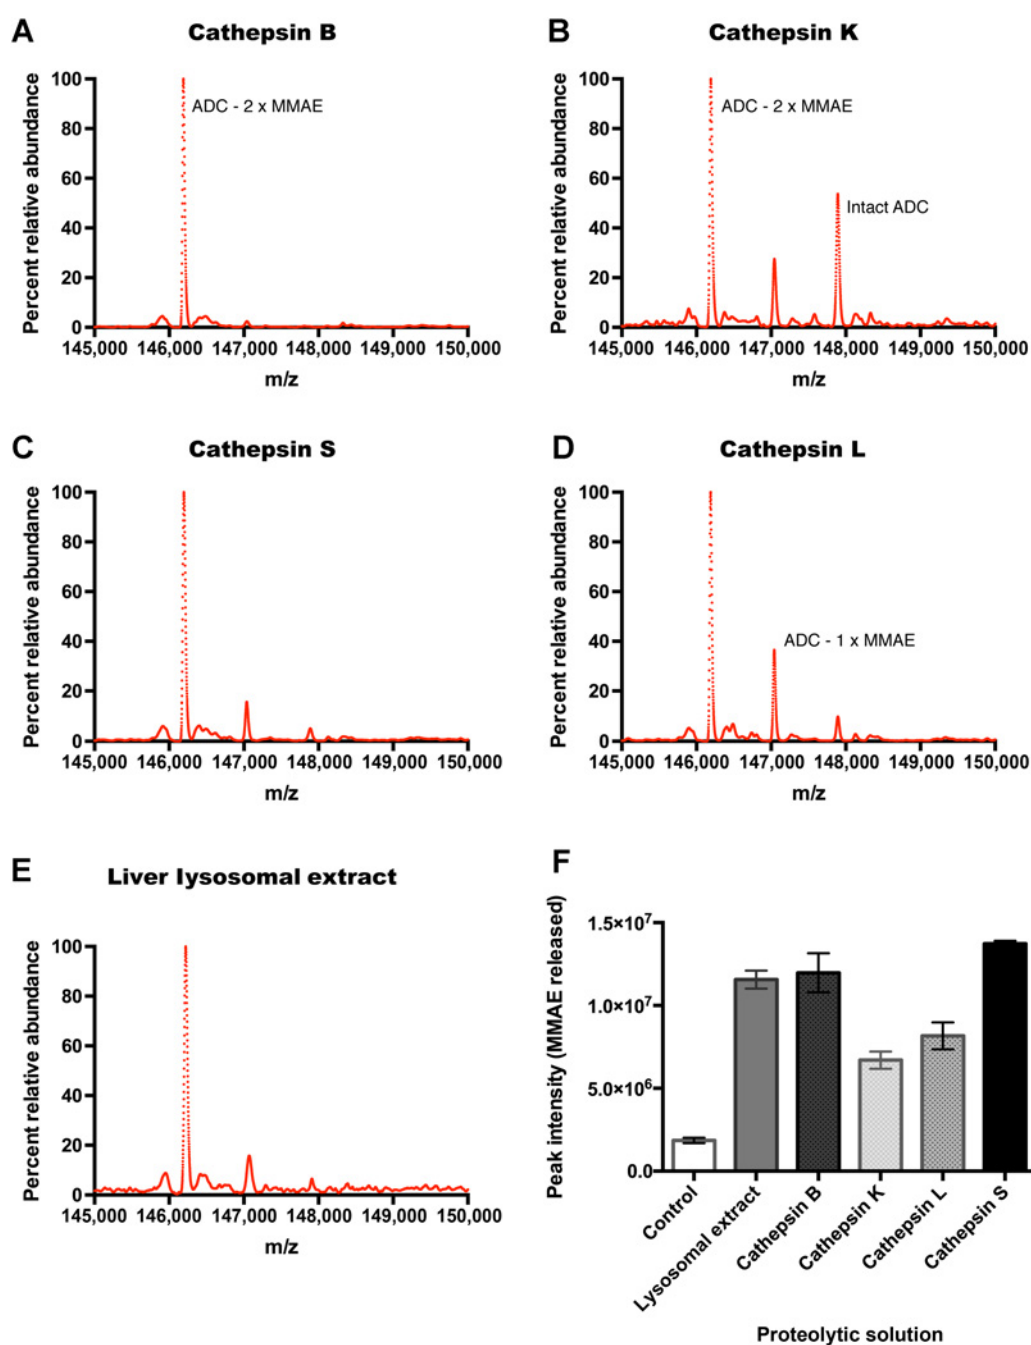 A
Cathepsin B
Percent relative abundance
100
80
60
40
20
0
ADC - 2 x MMAE
145,000 146,000 147,000 148,000 149,000 150,000
m/z
B
Cathepsin K
Percent relative abundance
100
80
60
40
20
0
ADC - 2 x MMAE
Intact ADC
145,000 146,000 147,000 148,000 149,000 150,000
m/z
C
Cathepsin S
Percent relative abundance
100
80
60
40
20
0
145,000 146,000 147,000 148,000 149,000 150,000
m/z
D
Cathepsin L
Percent relative abundance
100
80
60
40
20
0
ADC - 1 x MMAE
145,000 146,000 147,000 148,000 149,000 150,000
m/z
E
Liver lysosomal extract
Percent relative abundance
100
80
60
40
20
0
145,000 146,000 147,000 148,000 149,000 150,000
m/z
F
Peak intensity (MMAE released)
1.5×10⁷
1.0×10⁷
5.0×10⁶
0.0
Control
Lysosomal extract
Cathepsin B
Cathepsin K
Cathepsin L
Cathepsin S
Proteolytic solution